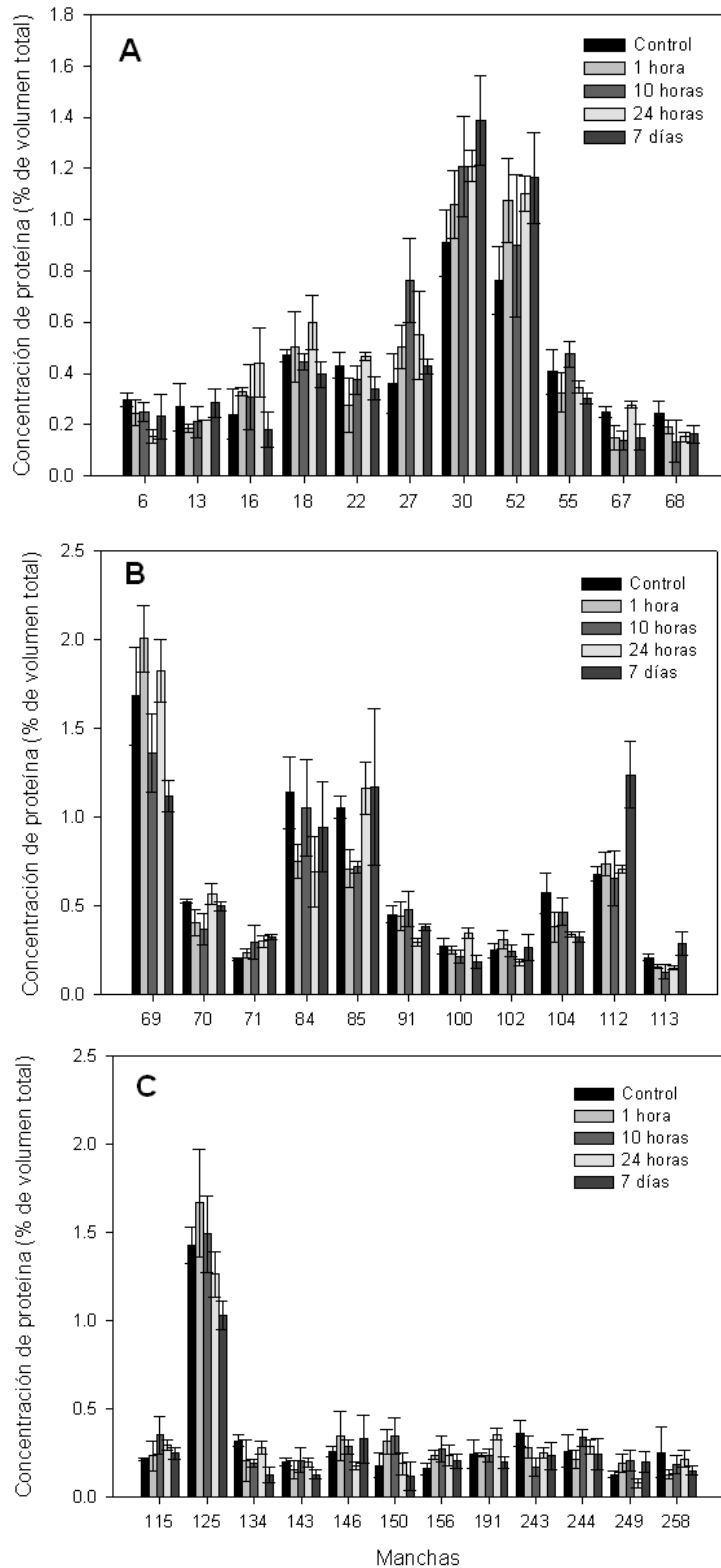 A
Concentración de proteína (% de volumen total)
1.8
1.6
1.4
1.2
1.0
0.8
0.6
0.4
0.2
0.0
Control
1 hora
10 horas
24 horas
7 días
6 13 16 18 22 27 30 52 55 67 68
B
Concentración de proteína (% de volumen total)
2.5
2.0
1.5
1.0
0.5
0.0
Control
1 hora
10 horas
24 horas
7 días
69 70 71 84 85 91 100 102 104 112 113
C
Concentración de proteína (% de volumen total)
2.5
2.0
1.5
1.0
0.5
0.0
Control
1 hora
10 horas
24 horas
7 días
115 125 134 143 146 150 156 191 243 244 249 258
Manchas